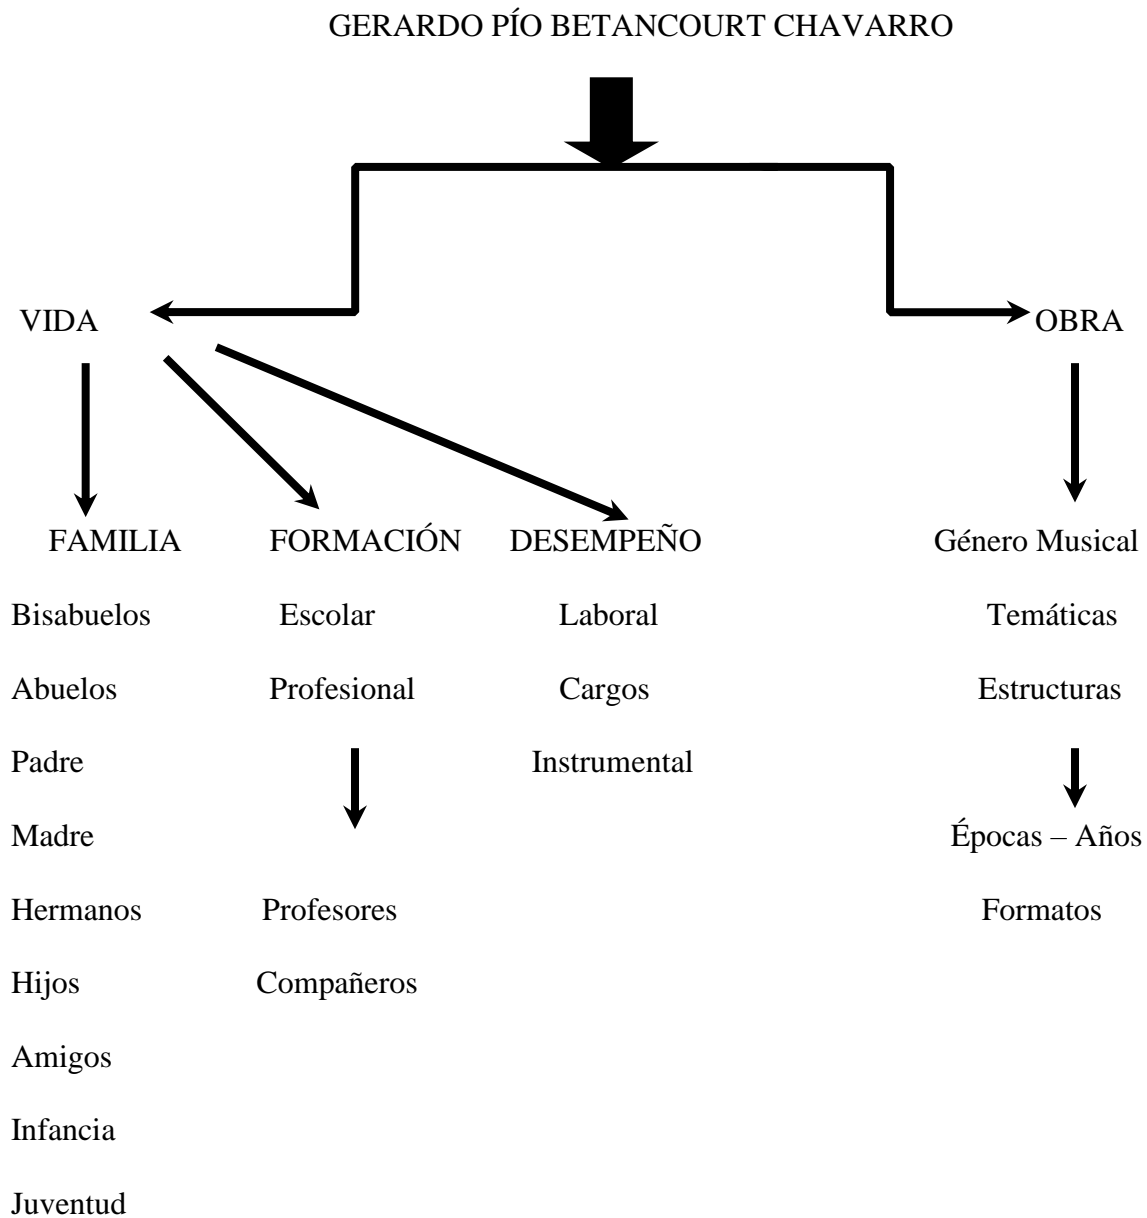 GERARDO PÍO BETANCOURT CHAVARRO
VIDA OBRA
FAMILIA FORMACIÓN DESEMPEÑO Género Musical
Bisabuelos Escolar Laboral Temáticas
Abuelos Profesional Cargos Estructuras
Padre Instrumental
Madre Épocas – Años
Hermanos Profesores Formatos
Hijos Compañeros
Amigos
Infancia
Juventud